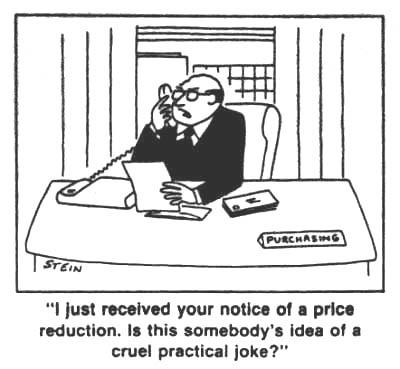 PURCHASING
STEIN
"I just received your notice of a price
reduction. Is this somebody's idea of a
cruel practical joke?"